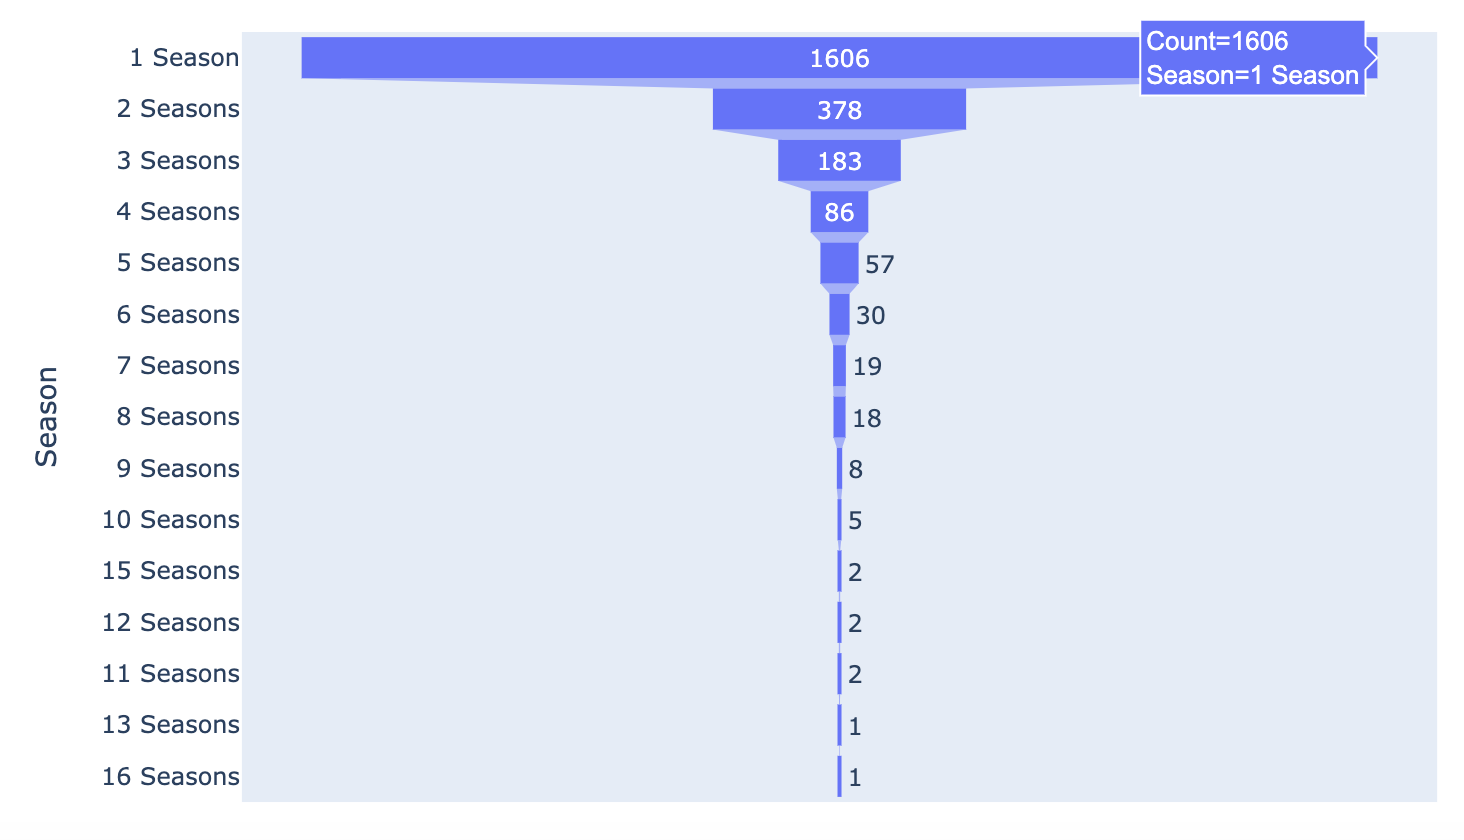 Count=1606
Season=1 Season
1 Season 1606
2 Seasons 378
3 Seasons 183
4 Seasons 86
5 Seasons 57
6 Seasons 30
7 Seasons 19
8 Seasons 18
9 Seasons 8
10 Seasons 5
15 Seasons 2
12 Seasons 2
11 Seasons 2
13 Seasons 1
16 Seasons 1
Season